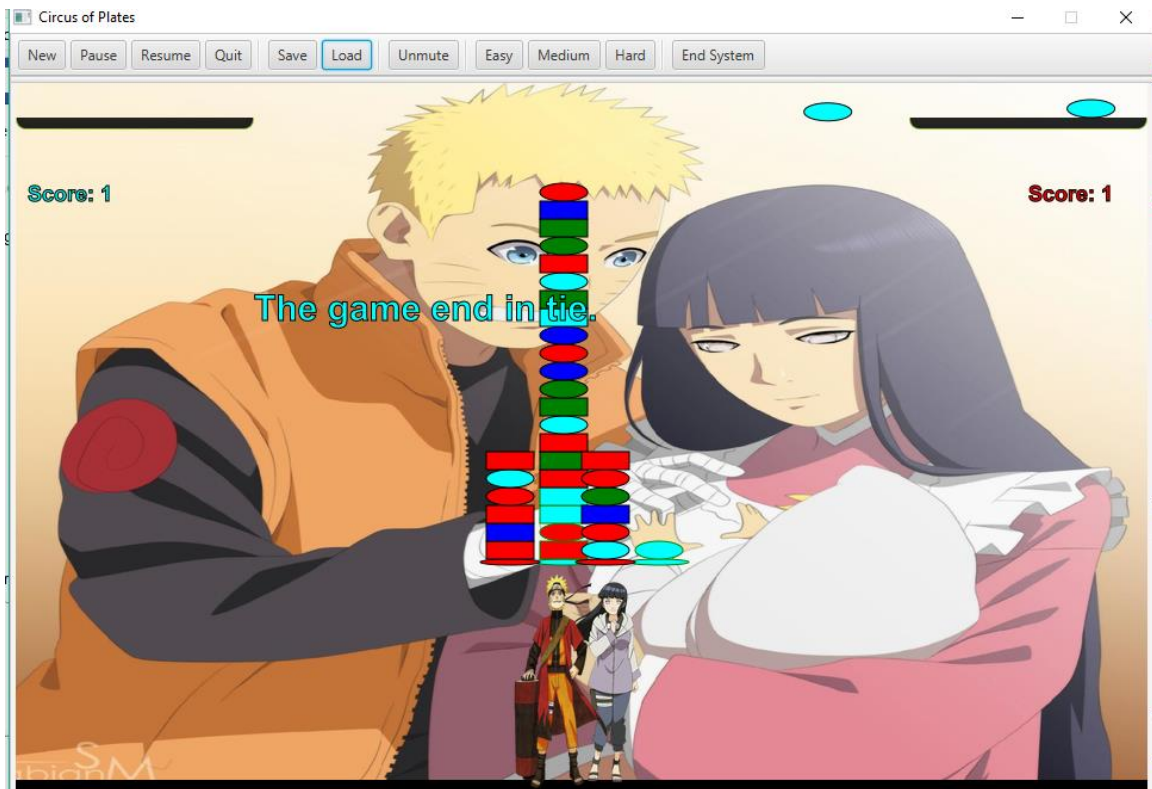 Circus of Plates
New Pause Resume Quit Save Load Unmute Easy Medium Hard End System
Score: 1 Score: 1
The game end in tie.
SM